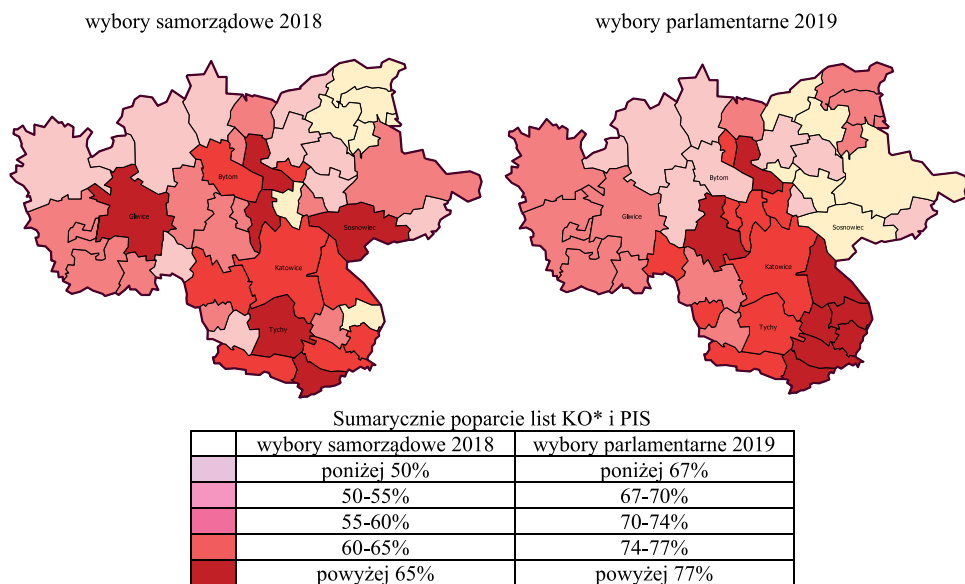 wybory samorządowe 2018
wybory parlamentarne 2019
Bytom
Gliwice
Sosnowiec
Katowice
Tychy
Bytom
Gliwice
Sosnowiec
Katowice
Tychy
Sumarycznie poparcie list KO* i PIS
wybory samorządowe 2018 wybory parlamentarne 2019
poniżej 50% poniżej 67%
50-55% 67-70%
55-60% 70-74%
60-65% 74-77%
powyżej 65% powyżej 77%